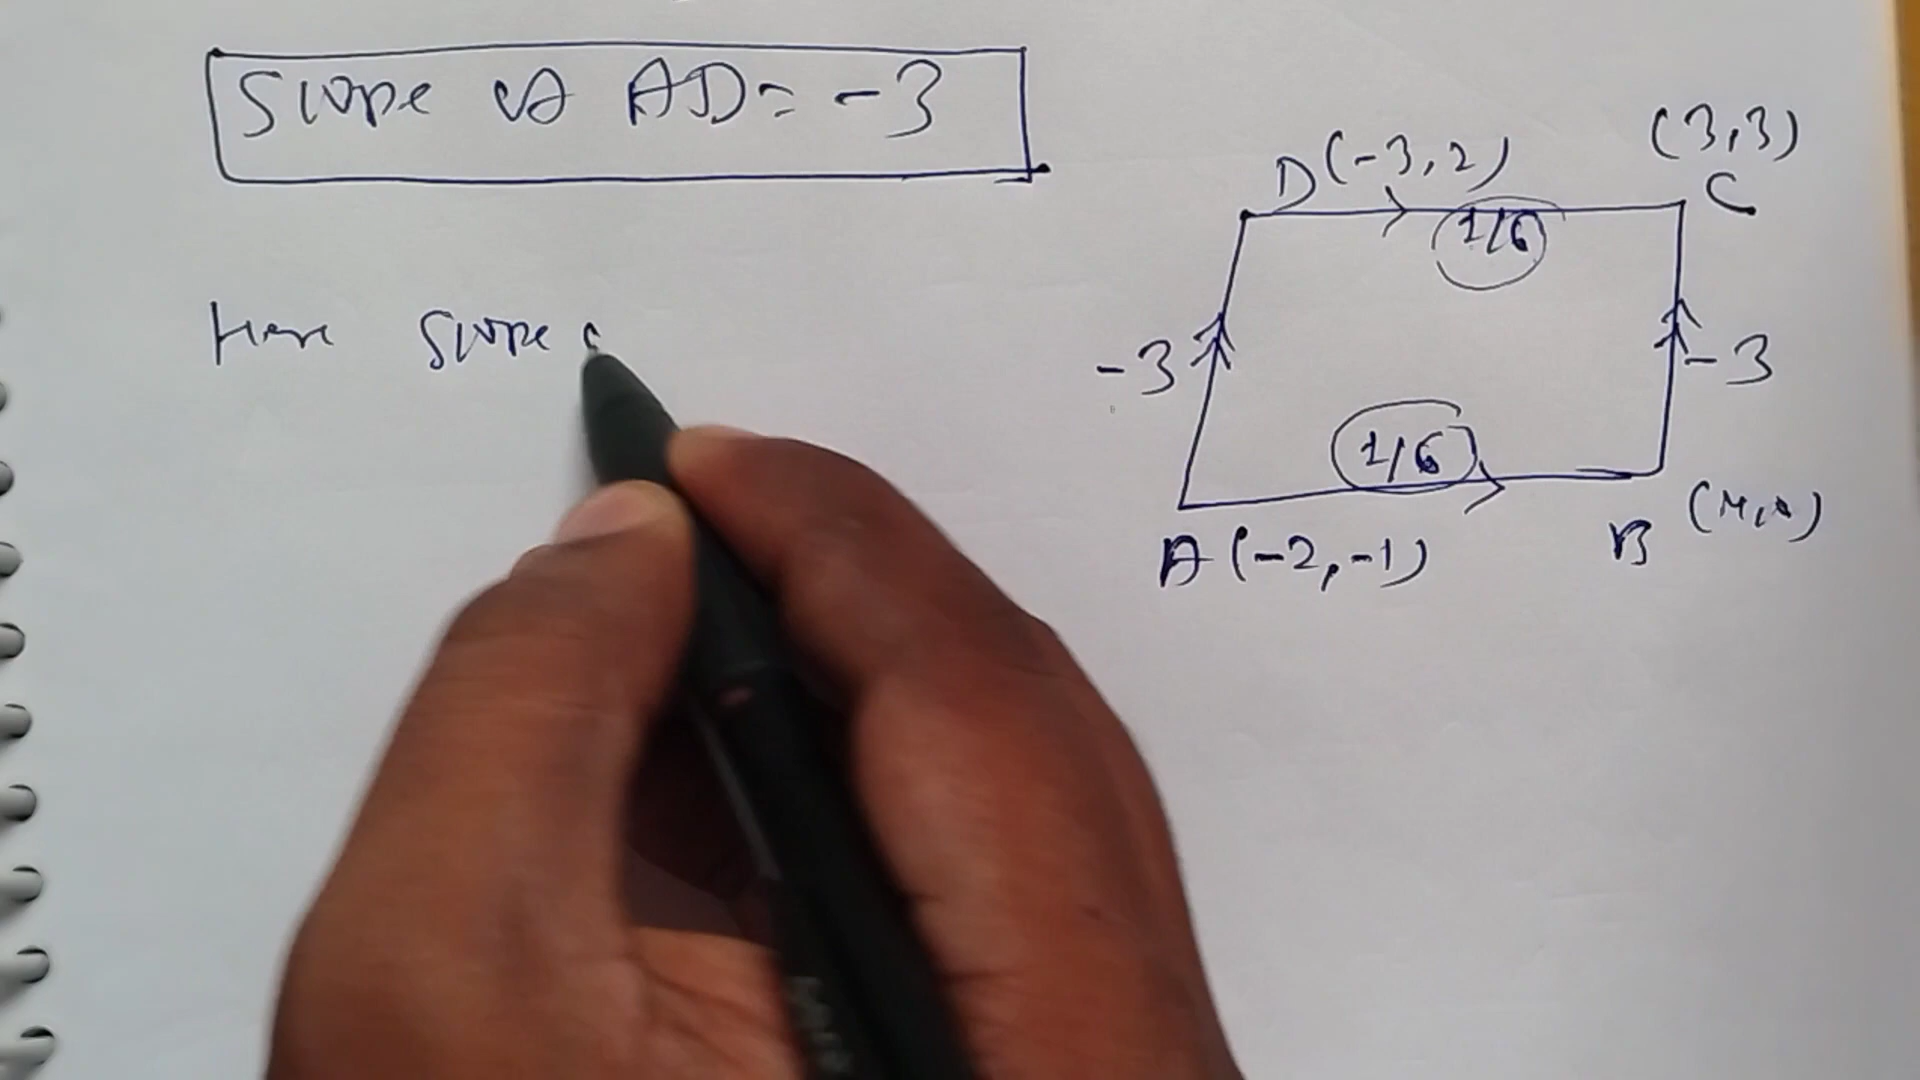 Slope of AD = -3
D (-3, 2)
(3, 3)
C
1/6
Here Slope
-3
-3
1/6
A (-2, -1)
B